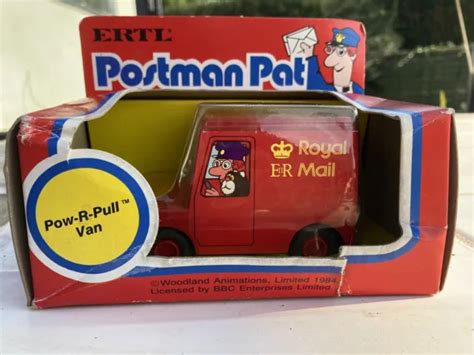 ERTL
Postman Pat
Royal
E R Mail
Pow-R-Pull™
Van
©Woodland Animations, Limited 1984
Licensed by BBC Enterprises Limited